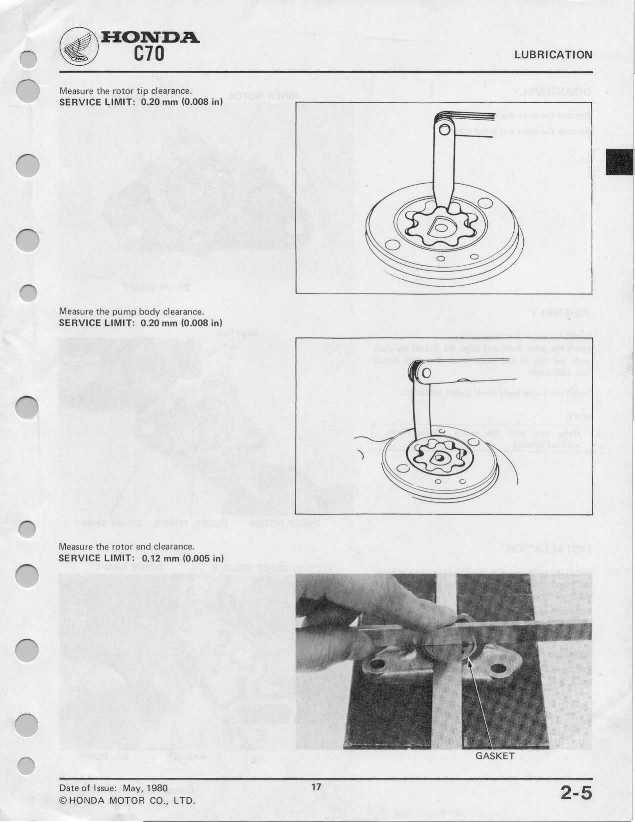 HONDA
C70
LUBRICATION
Measure the rotor tip clearance.
SERVICE LIMIT: 0.20 mm (0.008 in)
Measure the pump body clearance.
SERVICE LIMIT: 0.20 mm (0.008 in)
Measure the rotor end clearance.
SERVICE LIMIT: 0.12 mm (0.005 in)
GASKET
Date of Issue: May, 1980
© HONDA MOTOR CO., LTD.
17
2-5